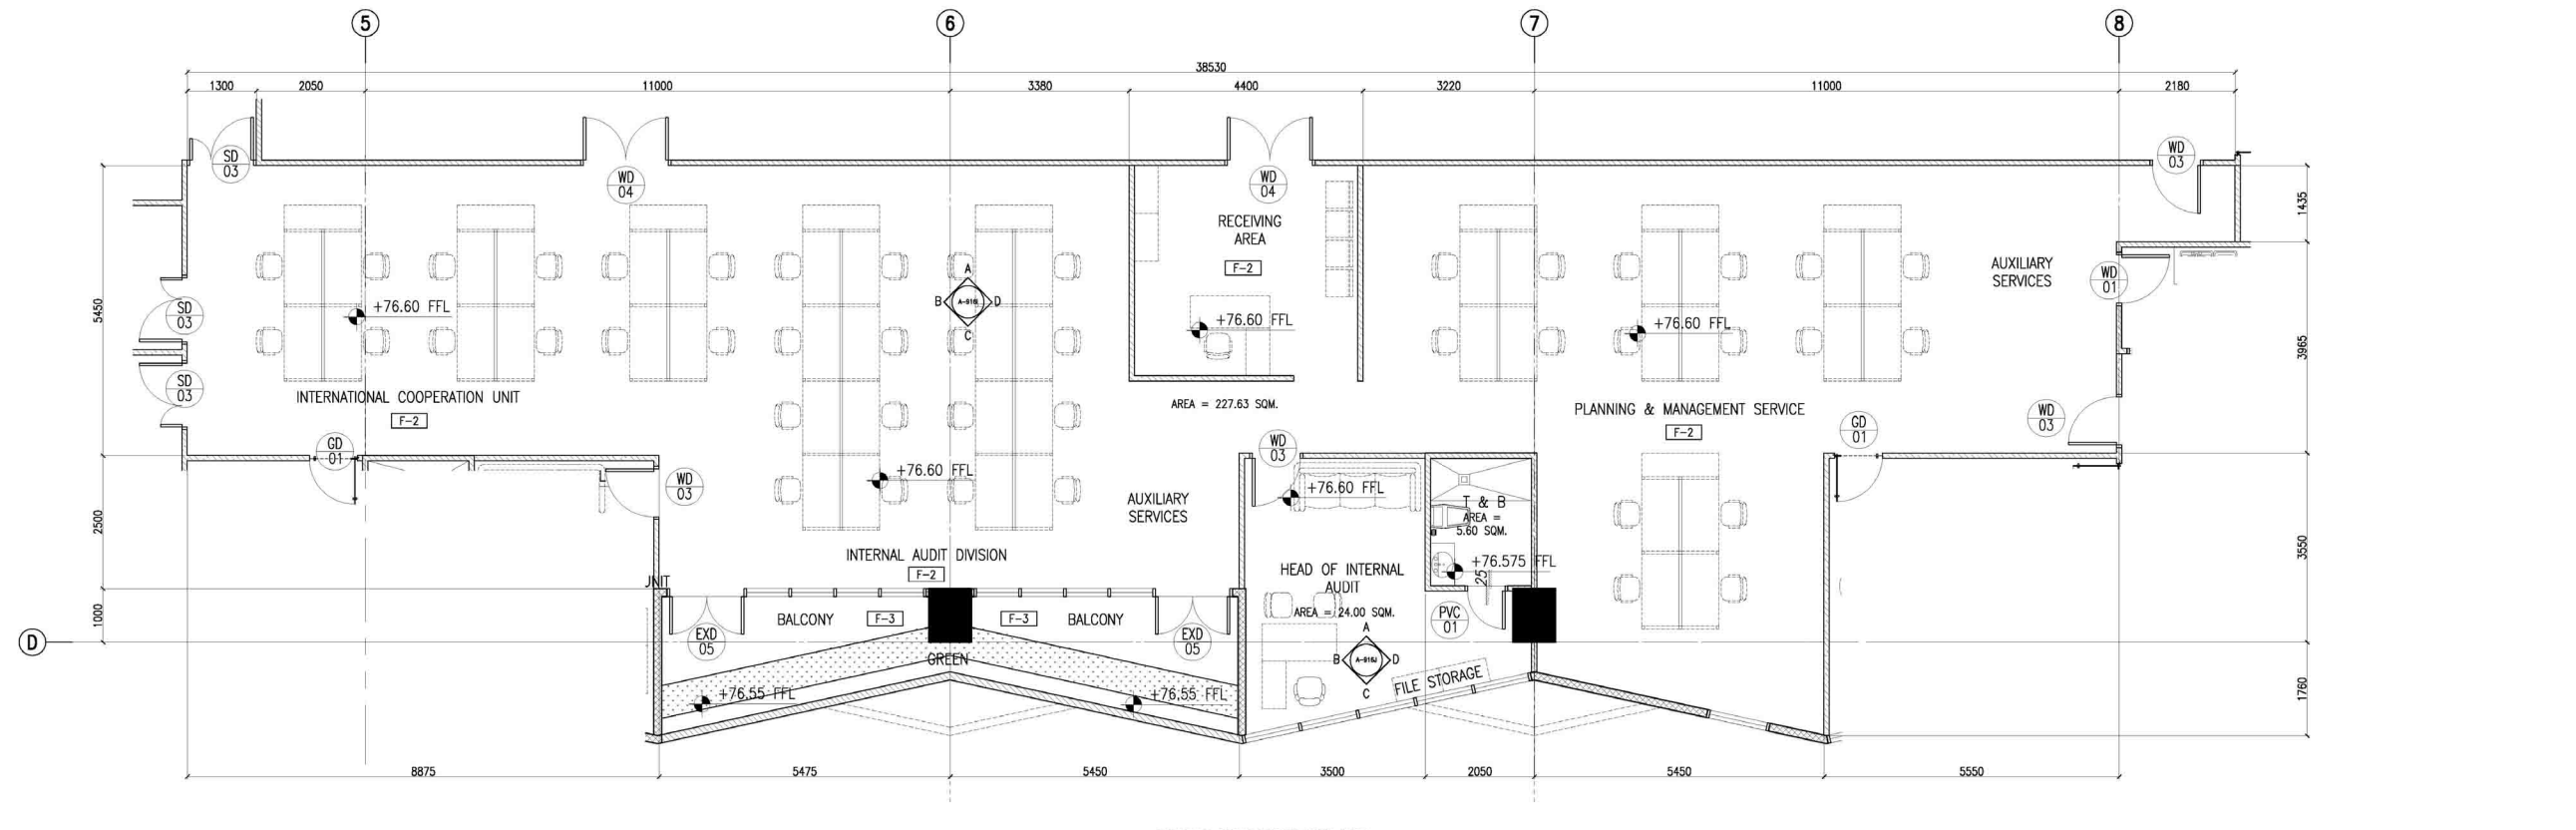 5 6 7 8
38530
1300 2050 11000 3380 4400 3220 11000 2180
SD
03
WD
04
WD
04
WD
03
RECEIVING
AREA
F-2
1435
AUXILIARY
SERVICES
WD
01
5450
SD
03
+76.60 FFL
A
B D
C
+76.60 FFL
+76.60 FFL
3965
SD
03
INTERNATIONAL COOPERATION UNIT
F-2
AREA = 227.63 SQM.
PLANNING & MANAGEMENT SERVICE
F-2
WD
03
GD
01
GD
01
WD
03
WD
03
+76.60 FFL
+76.60 FFL
AUXILIARY
SERVICES
T & B
AREA =
5.60 SQM.
2500
3550
INTERNAL AUDIT DIVISION
F-2
+76.575 FFL
25
HEAD OF INTERNAL
AUDIT
AREA = 24.00 SQM.
UNIT
1000
BALCONY F-3 F-3 BALCONY
PVC
01
D
EXD
05
EXD
05
GREEN
A
B A-916J D
C
FILE STORAGE
+76.55 FFL
+76.55 FFL
1760
8875 5475 5450 3500 2050 5450 5550